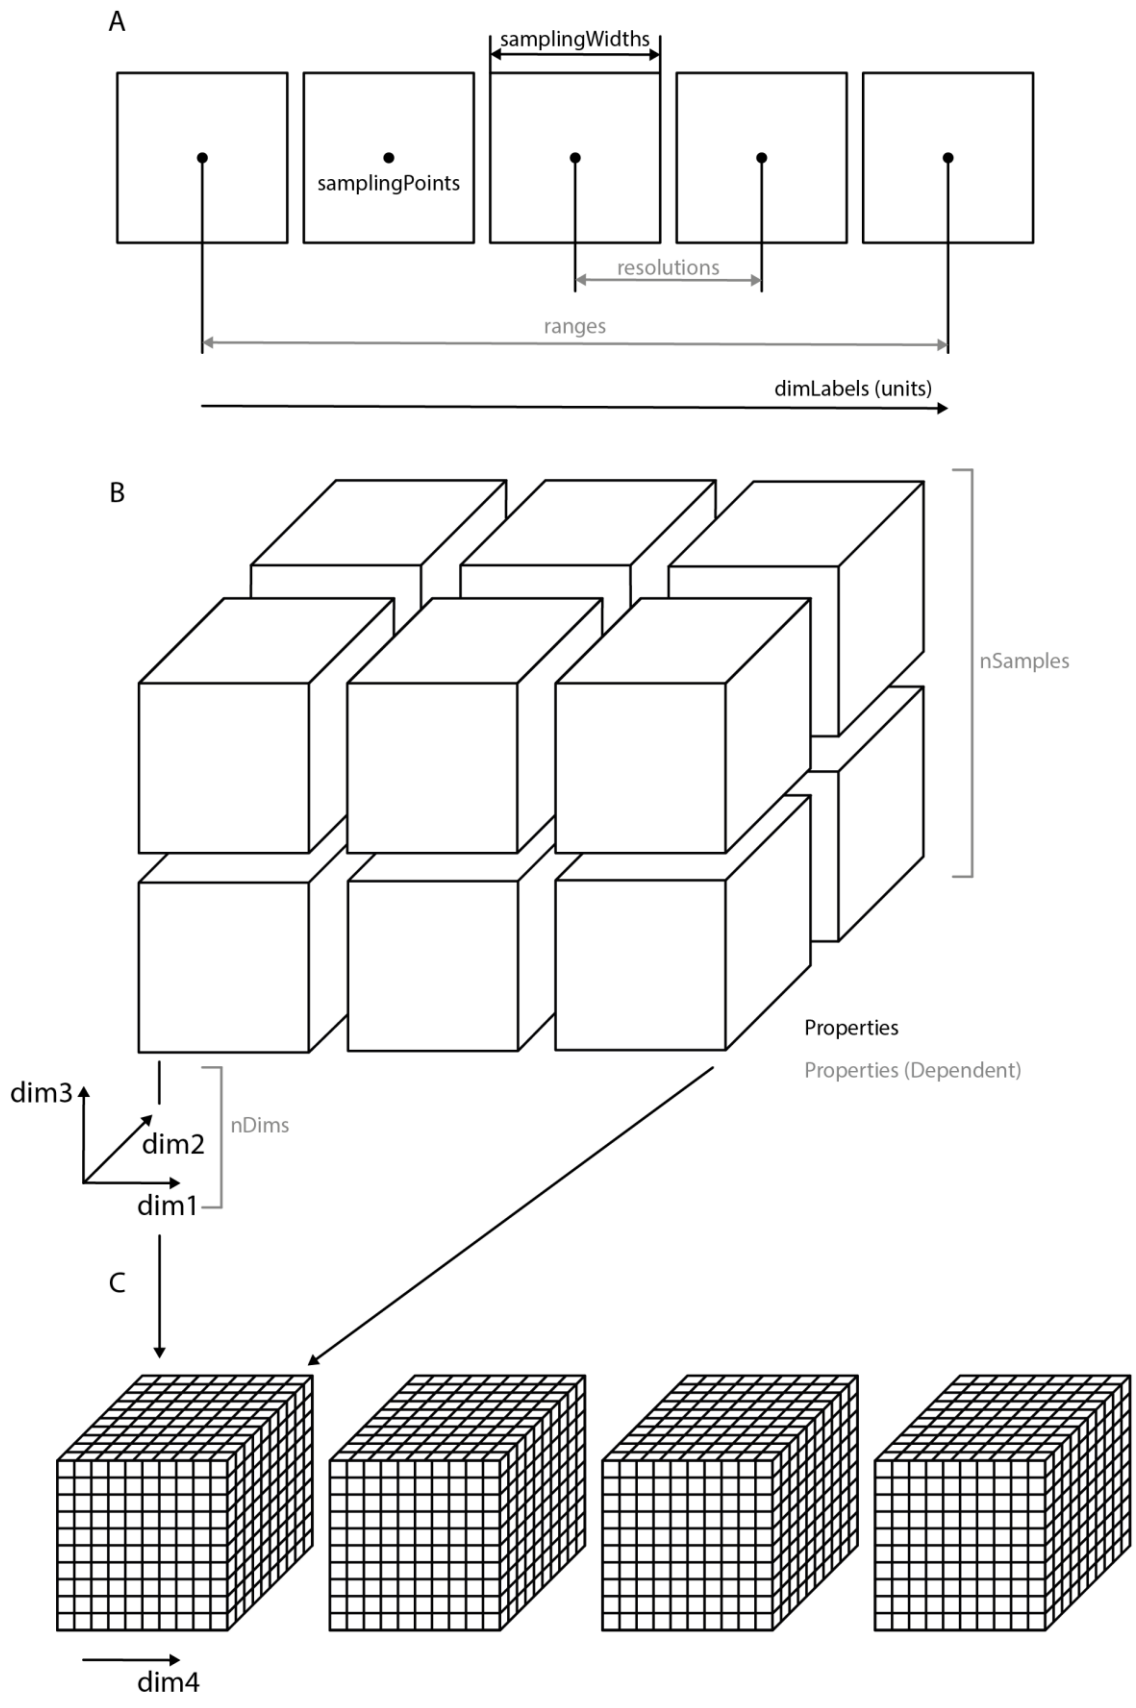 A
samplingWidths
samplingPoints
resolutions
ranges
dimLabels (units)
B
nSamples
Properties
Properties (Dependent)
dim3
dim2
nDims
dim1
C
dim4